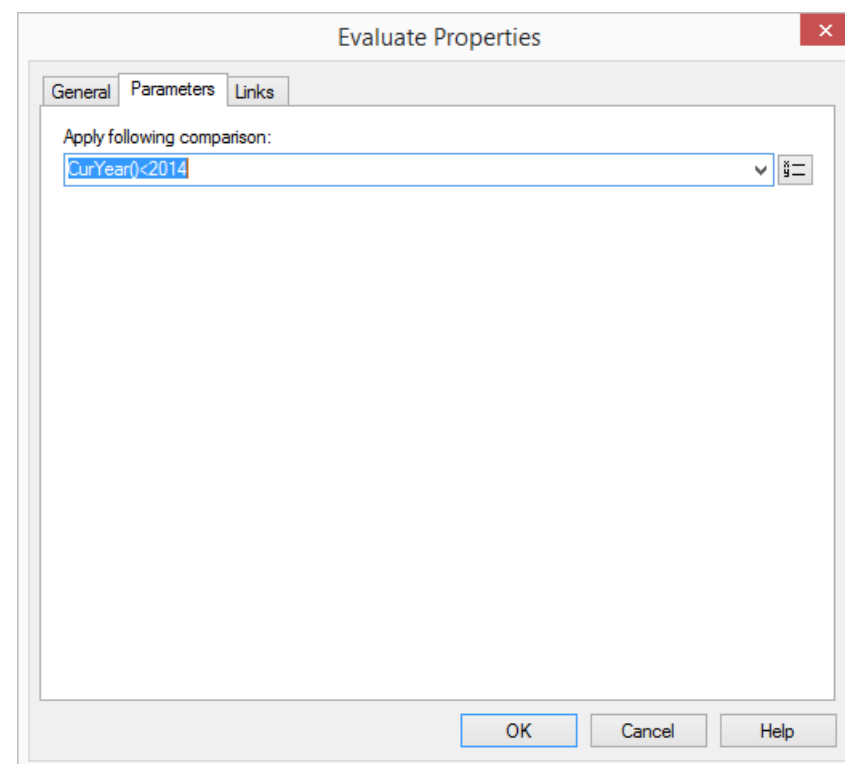 Evaluate Properties
General Parameters Links
Apply following comparison:
CurYear()<2014
OK Cancel Help